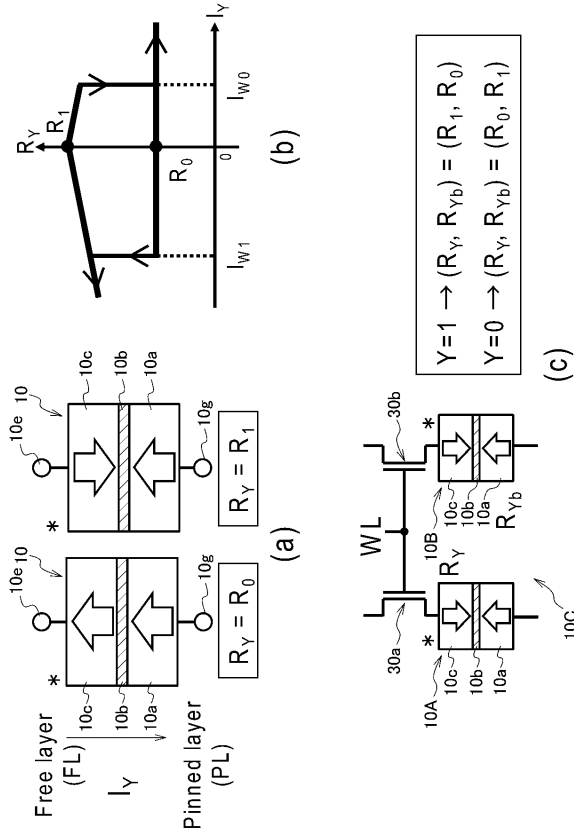 Free layer
(FL)
I_Y
Pinned layer
(PL)
*
10e
10
10c
10b
10a
10g
R_Y = R_0
*
10e
10
10c
10b
10a
10g
R_Y = R_1
(a)
R_Y
R_1
R_0
0
I_W1
I_W0
I_Y
(b)
WL
30a
30b
10A
*
R_Y
10c
10b
10a
10B
*
10c
10b
10a
R_Yb
10C
Y=1 → (R_Y, R_Yb) = (R_1, R_0)
Y=0 → (R_Y, R_Yb) = (R_0, R_1)
(c)